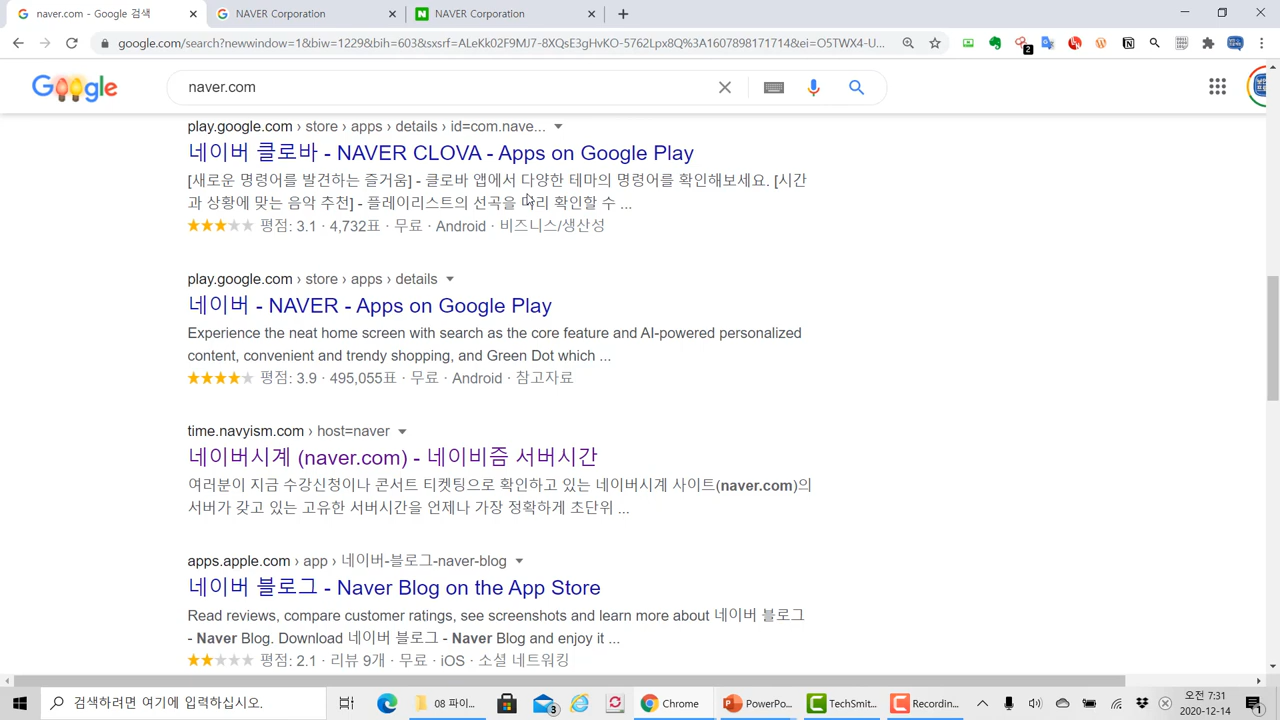 naver.com - Google 검색
NAVER Corporation
NAVER Corporation
google.com/search?newwindow=1&biw=1229&bih=603&sxsrf=ALeKk02F9MJ7-8XQsE3gHvKO-5762Lpx8Q%3A1607898171714&ei=O5TWX4-U...
2
Google
naver.com
play.google.com › store › apps › details › id=com.nave...
네이버 클로바 - NAVER CLOVA - Apps on Google Play
[새로운 명령어를 발견하는 즐거움] - 클로바 앱에서 다양한 테마의 명령어를 확인해보세요. [시간
과 상황에 맞는 음악 추천] - 플레이리스트의 선곡을 미리 확인할 수 ...
평점: 3.1 · 4,732표 · 무료 · Android · 비즈니스/생산성
play.google.com › store › apps › details
네이버 - NAVER - Apps on Google Play
Experience the neat home screen with search as the core feature and AI-powered personalized
content, convenient and trendy shopping, and Green Dot which ...
평점: 3.9 · 495,055표 · 무료 · Android · 참고자료
time.navyism.com › host=naver
네이버시계 (naver.com) - 네이비즘 서버시간
여러분이 지금 수강신청이나 콘서트 티켓팅으로 확인하고 있는 네이버시계 사이트(naver.com)의
서버가 갖고 있는 고유한 서버시간을 언제나 가장 정확하게 초단위 ...
apps.apple.com › app › 네이버-블로그-naver-blog
네이버 블로그 - Naver Blog on the App Store
Read reviews, compare customer ratings, see screenshots and learn more about 네이버 블로그
- Naver Blog. Download 네이버 블로그 - Naver Blog and enjoy it ...
평점: 2.1 · 리뷰 9개 · 무료 · iOS · 소셜 네트워킹
검색하려면 여기에 입력하십시오.
08 파이...
3
Chrome
PowerPo...
TechSmit...
Recordin...
오전 7:31
2020-12-14
1